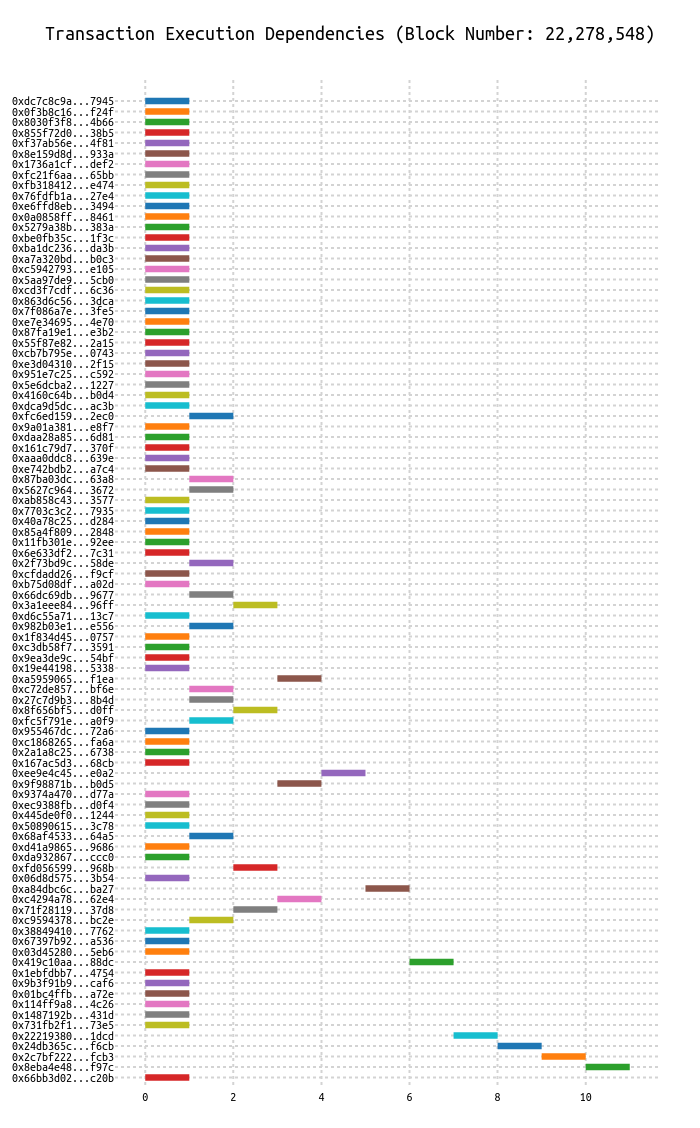 Transaction Execution Dependencies (Block Number: 22,278,548)
0xdc7c8c9a...7945
0x0f3b8c16...f24f
0x8030f3f8...4b66
0x855f72d0...38b5
0xf37ab56e...4f81
0x8e159d8d...933a
0x1736a1cf...def2
0xfc21f6aa...65bb
0xfb318412...e474
0x76fdfb1a...27e4
0xe6ffd8eb...3494
0x0a0858ff...8461
0x5279a38b...383a
0xbe0fb35c...1f3c
0xba1dc236...da3b
0xa7a320bd...b0c3
0xc5942793...e105
0x5aa97de9...5cb0
0xcd3f7cdf...6c36
0x863d6c56...3dca
0x7f086a7e...3fe5
0xe7e34695...4e70
0x87fa19e1...e3b2
0x55f87e82...2a15
0xcb7b795e...0743
0xe3d04310...2f15
0x951e7c25...c592
0x5e6dcba2...1227
0x4160c64b...b0d4
0xdca9d5dc...ac3b
0xfc6ed159...2ec0
0x9a01a381...e8f7
0xdaa28a85...6d81
0x161c79d7...370f
0xaaa0ddc8...639e
0xe742bdb2...a7c4
0x87ba03dc...63a8
0x5627c964...3672
0xab858c43...3577
0x7703c3c2...7935
0x40a78c25...d284
0x85a4f809...2848
0x11fb301e...92ee
0x6e633df2...7c31
0x2f73bd9c...58de
0xcfdadd26...f9cf
0xb75d08df...a02d
0x66dc69db...9677
0x3a1eee84...96ff
0xd6c55a71...13c7
0x982b03e1...e556
0x1f834d45...0757
0xc3db58f7...3591
0x9ea3de9c...54bf
0x19e44198...5338
0xa5959065...f1ea
0xc72de857...bf6e
0x27c7d9b3...8b4d
0x8f656bf5...d0ff
0xfc5f791e...a0f9
0x955467dc...72a6
0xc1868265...fa6a
0x2a1a8c25...6738
0x167ac5d3...68cb
0xee9e4c45...e0a2
0x9f98871b...b0d5
0x9374a470...d77a
0xec9388fb...d0f4
0x445de0f0...1244
0x50890615...3c78
0x68af4533...64a5
0xd41a9865...9686
0xda932867...ccc0
0xfd056599...968b
0x06d8d575...3b54
0xa84dbc6c...ba27
0xc4294a78...62e4
0x71f28119...37d8
0xc9594378...bc2e
0x38849410...7762
0x67397b92...a536
0x03d45280...5eb6
0x419c10aa...88dc
0x1ebfdbb7...4754
0x9b3f91b9...caf6
0x01bc4ffb...a72e
0x114ff9a8...4c26
0x1487192b...431d
0x731fb2f1...73e5
0x22219380...1dcd
0x24db365c...f6cb
0x2c7bf222...fcb3
0x8eba4e48...f97c
0x66bb3d02...c20b
0 2 4 6 8 10